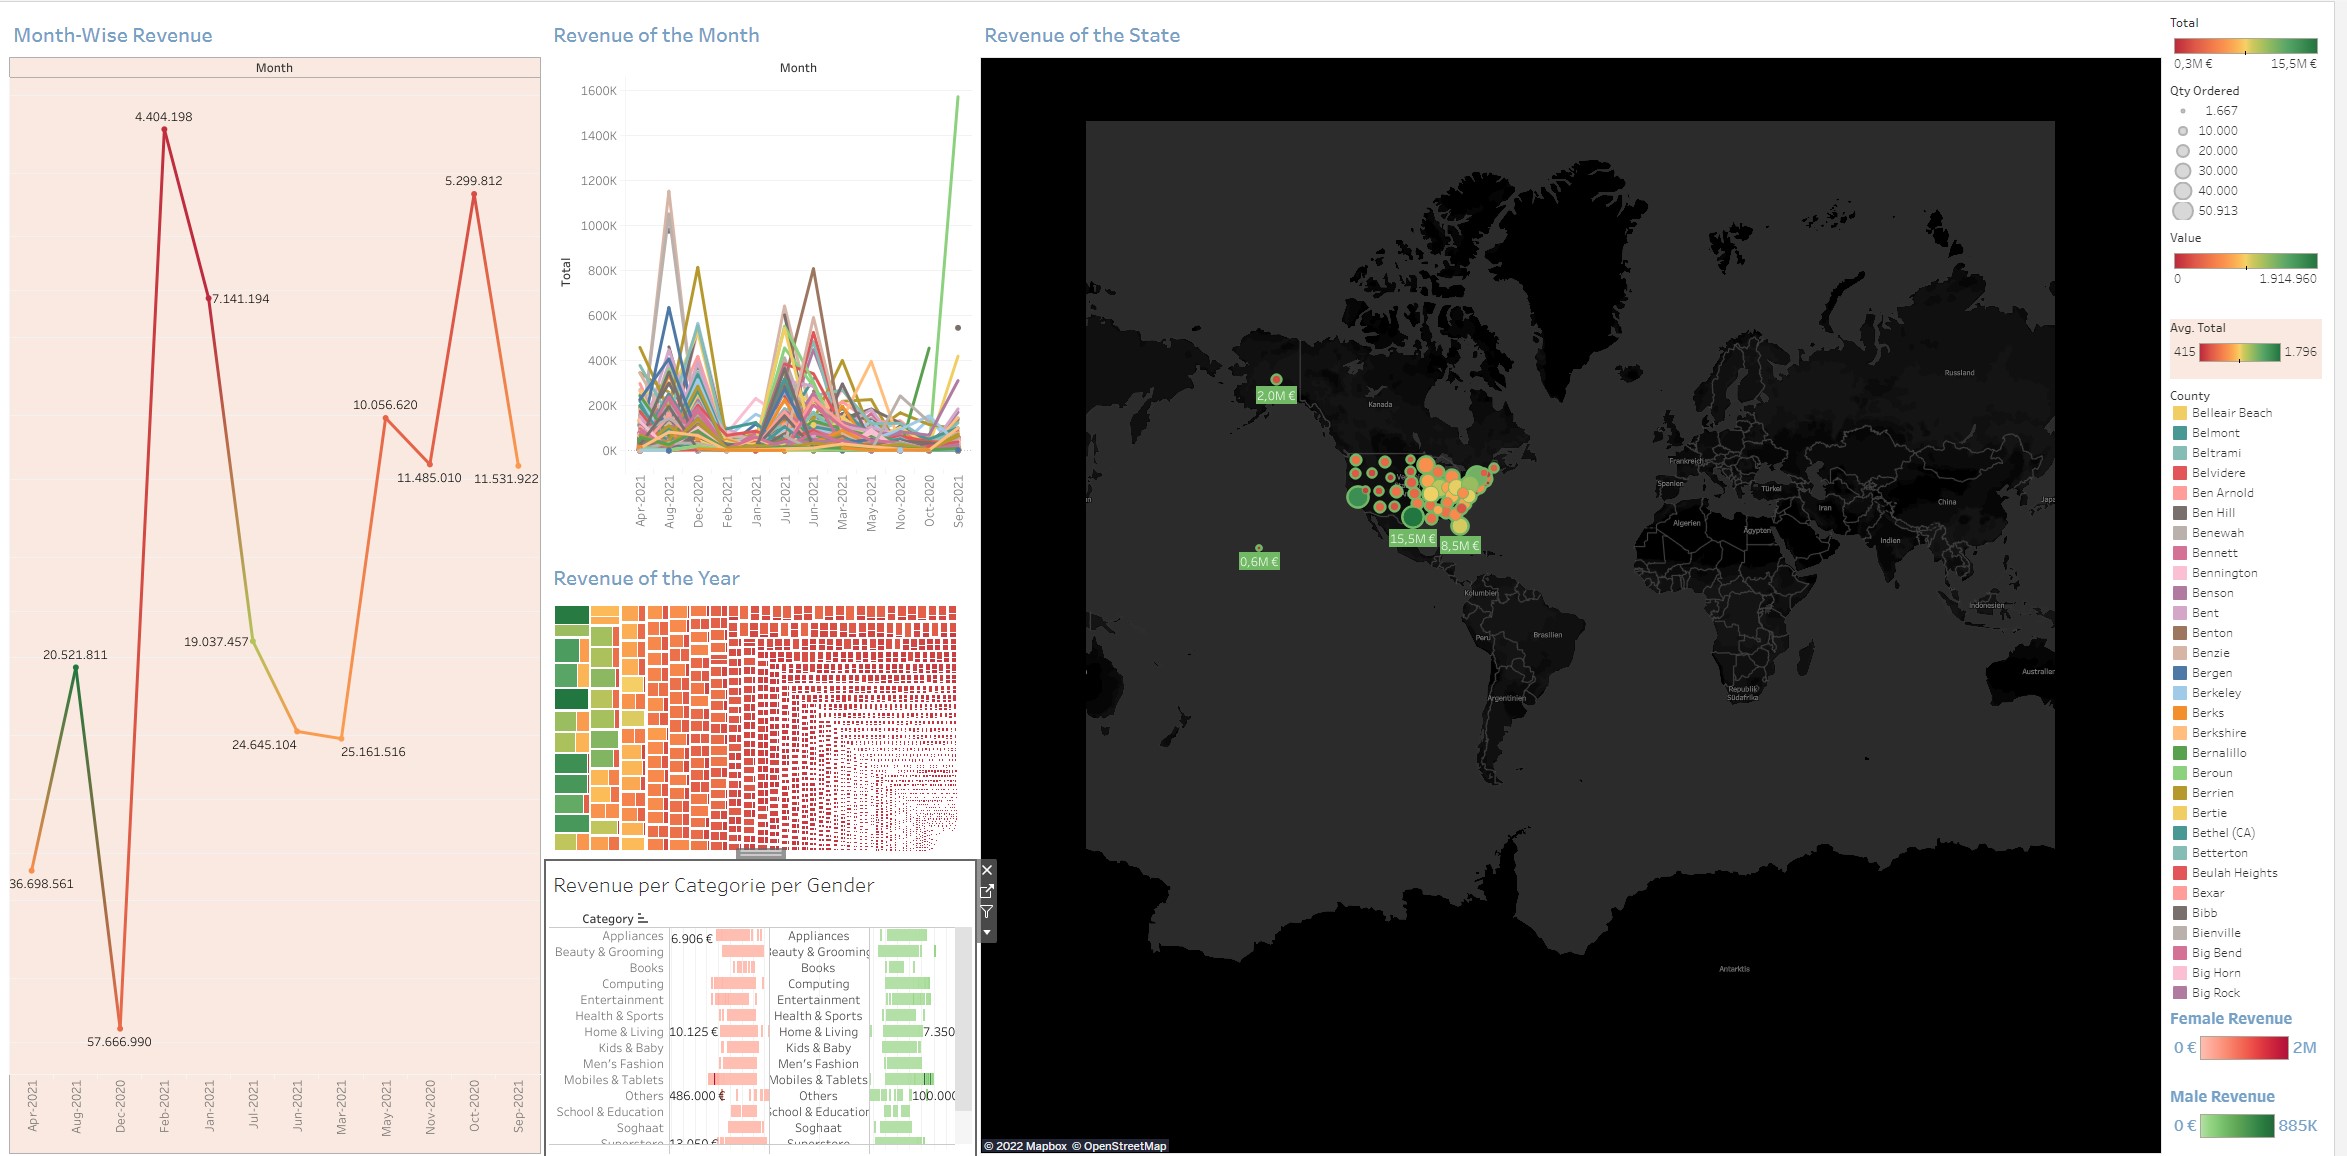 Month-Wise Revenue
Month
4.404.198
5.299.812
7.141.194
10.056.620
11.485.010
11.531.922
19.037.457
20.521.811
24.645.104
25.161.516
36.698.561
57.666.990
Apr-2021
Aug-2021
Dec-2020
Feb-2021
Jan-2021
Jul-2021
Jun-2021
Mar-2021
May-2021
Nov-2020
Oct-2020
Sep-2021
Revenue of the Month
Month
Total
1600K
1400K
1200K
1000K
800K
600K
400K
200K
0K
Apr-2021
Aug-2021
Dec-2020
Feb-2021
Jan-2021
Jul-2021
Jun-2021
Mar-2021
May-2021
Nov-2020
Oct-2020
Sep-2021
Revenue of the Year
Revenue per Categorie per Gender
Category
Appliances 6.906 € Appliances
Beauty & Grooming Beauty & Grooming
Books Books
Computing Computing
Entertainment Entertainment
Health & Sports Health & Sports
Home & Living 10.125 € Home & Living 7.350
Kids & Baby Kids & Baby
Men's Fashion Men's Fashion
Mobiles & Tablets Mobiles & Tablets
Others 486.000 € Others 100.000
School & Education School & Education
Soghaat Soghaat
Superstore 13.050 € Superstore
Revenue of the State
Russland
2,0M €
Kanada
Frankreich
Spanien
Türkei
China
Japa
Iran
Algerien
Ägypten
Indien
15,5M €
8,5M €
0,6M €
Kolumbien
Indonesien
Peru
Brasilien
Australien
Republik
Südafrika
Argentinien
Antarktis
© 2022 Mapbox © OpenStreetMap
Total
0,3M € 15,5M €
Qty Ordered
1.667
10.000
20.000
30.000
40.000
50.913
Value
0 1.914.960
Avg. Total
415 1.796
County
Belleair Beach
Belmont
Beltrami
Belvidere
Ben Arnold
Ben Hill
Benewah
Bennett
Bennington
Benson
Bent
Benton
Benzie
Bergen
Berkeley
Berks
Berkshire
Bernalillo
Beroun
Berrien
Bertie
Bethel (CA)
Betterton
Beulah Heights
Bexar
Bibb
Bienville
Big Bend
Big Horn
Big Rock
Female Revenue
0 € 2M
Male Revenue
0 € 885K